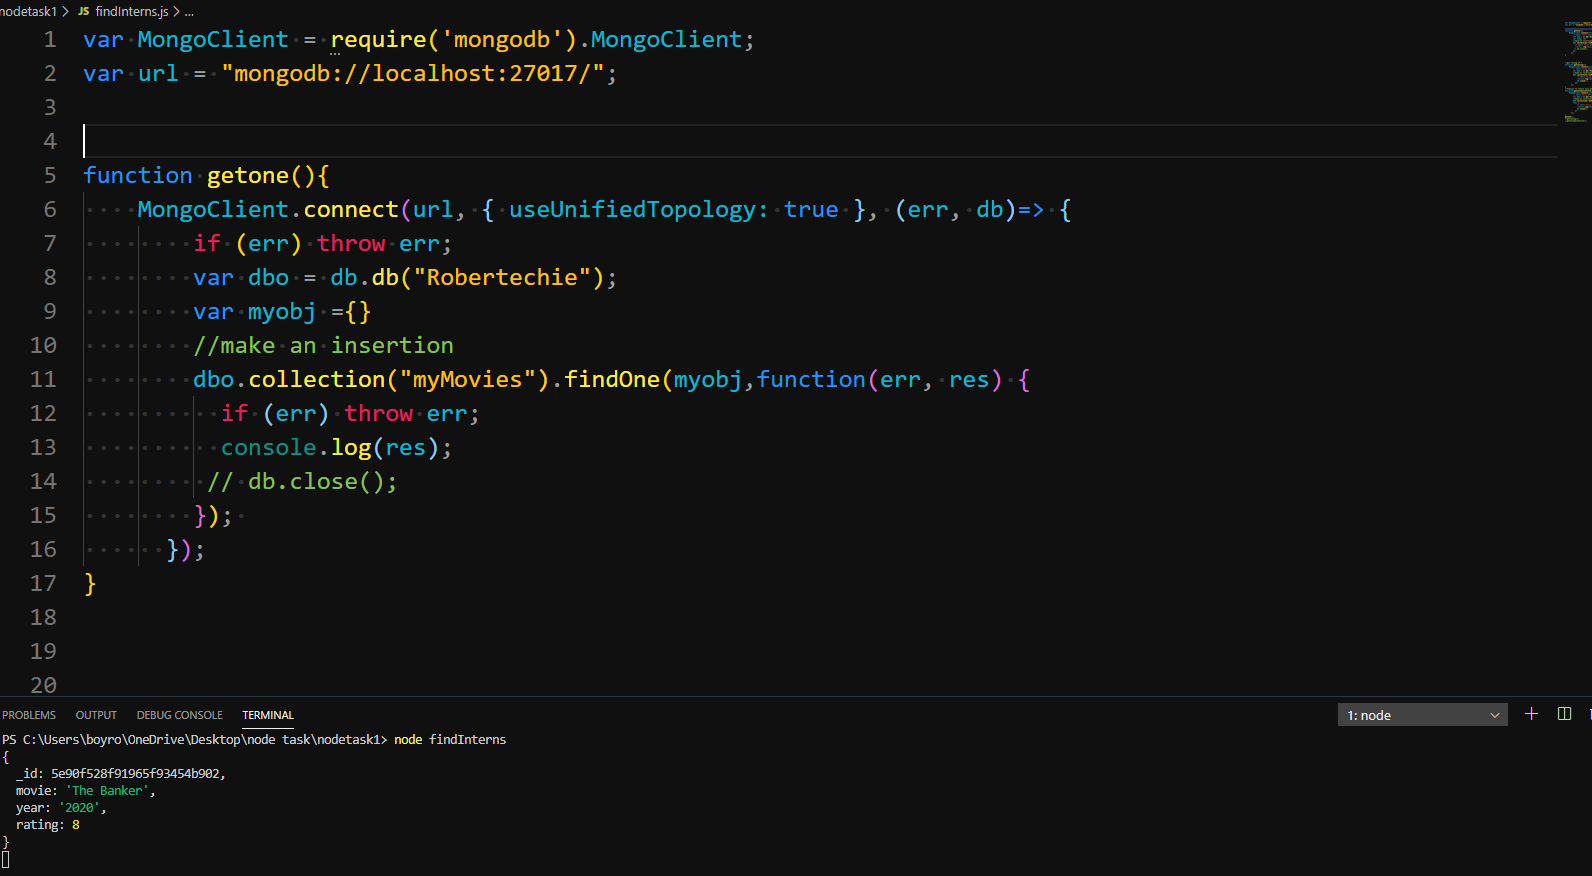 nodetask1 > JS findInterns.js > ...
1 var MongoClient = require('mongodb').MongoClient;
2 var url = "mongodb://localhost:27017/";
3
4
5 function getone(){
6     MongoClient.connect(url, { useUnifiedTopology: true }, (err, db)=> {
7         if (err) throw err;
8         var dbo = db.db("Robertechie");
9         var myobj ={}
10         //make an insertion
11         dbo.collection("myMovies").findOne(myobj,function(err, res) {
12           if (err) throw err;
13           console.log(res);
14          // db.close();
15         });
16       });
17 }
18
19
20
PROBLEMS OUTPUT DEBUG CONSOLE TERMINAL 1: node
PS C:\Users\boyro\OneDrive\Desktop\node task\nodetask1> node findInterns
{
  _id: 5e90f528f91965f93454b902,
  movie: 'The Banker',
  year: '2020',
  rating: 8
}